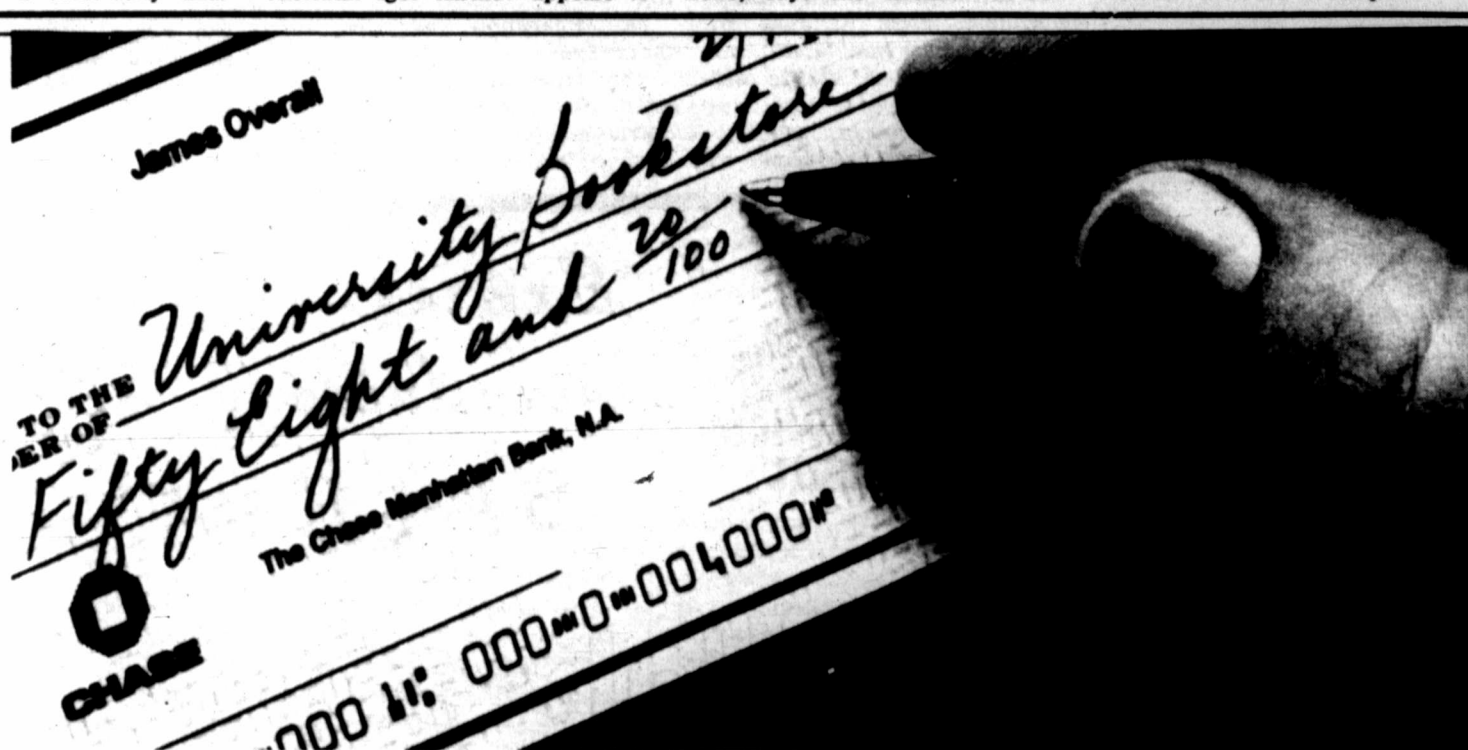 James Overall
TO THE
DER OF
University Bookstore
Fifty Eight and 20/100
The Chase Manhattan Bank, N.A.
CHASE
000 000 0 004000